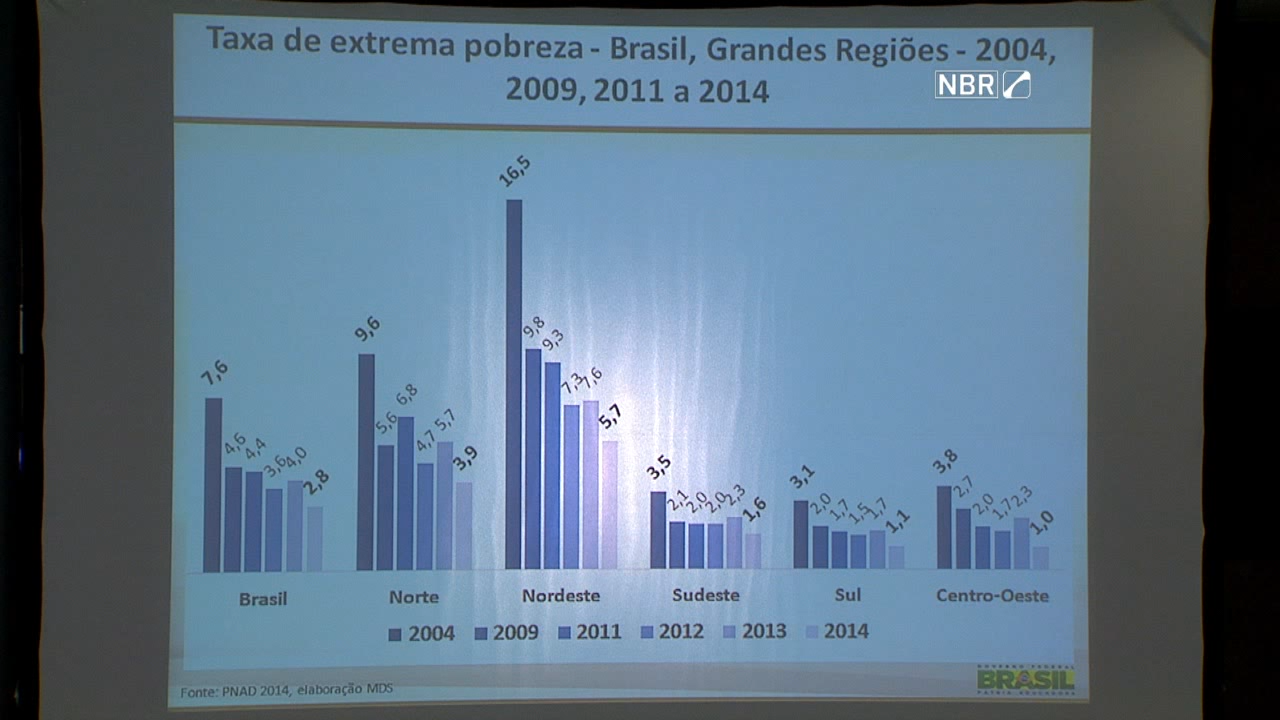 Taxa de extrema pobreza - Brasil, Grandes Regiões - 2004,
2009, 2011 a 2014
NBR
7,6 4,6 4,4 3,6 4,0 2,8
9,6 5,6 6,8 4,7 5,7 3,9
16,5 9,8 9,3 7,3 7,6 5,7
3,5 2,1 2,0 2,0 2,3 1,6
3,1 2,0 1,7 1,5 1,7 1,1
3,8 2,7 2,0 1,7 2,3 1,0
Brasil Norte Nordeste Sudeste Sul Centro-Oeste
2004 2009 2011 2012 2013 2014
Fonte: PNAD 2014, elaboração MDS
GOVERNO FEDERAL
BRASIL
PÁTRIA EDUCADORA